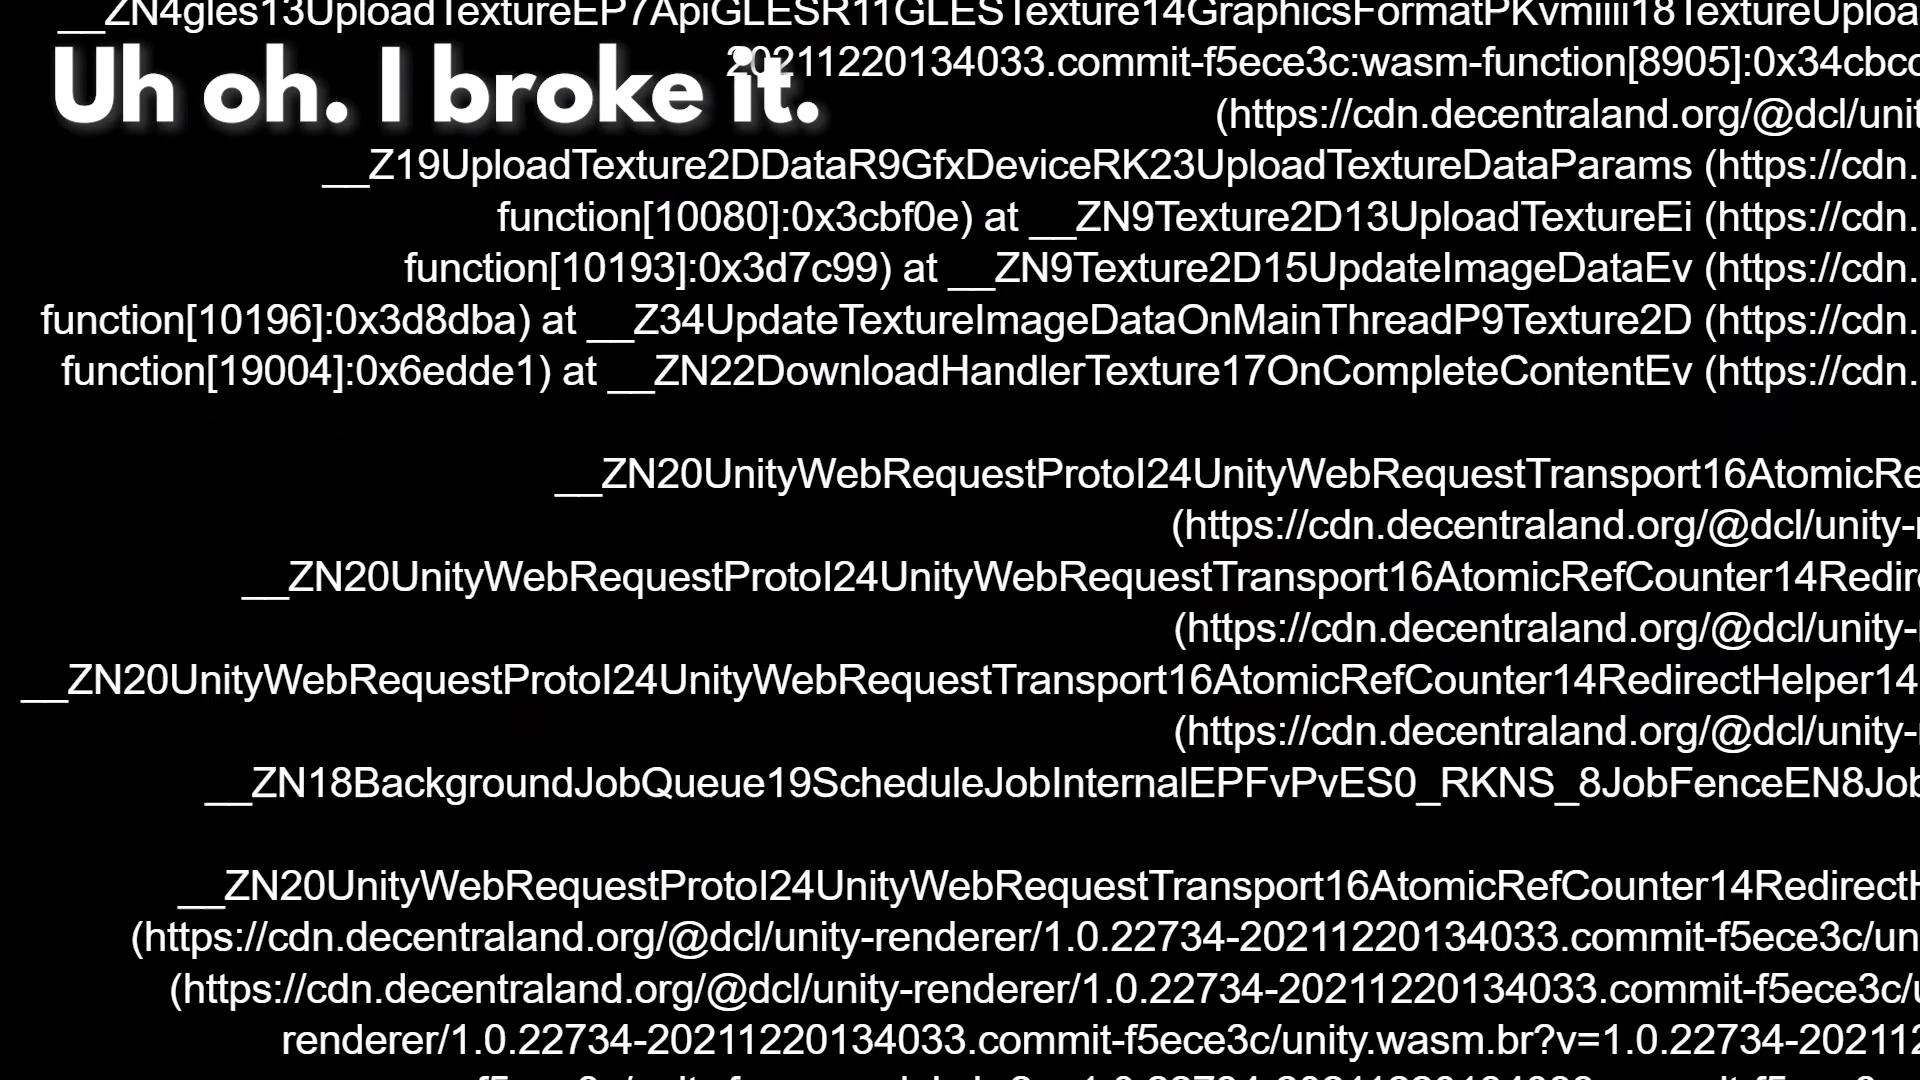 __ZN4gles13UploadTextureEP7ApiGLESR11GLESTexture14GraphicsFormatPKvmiiii18TextureUploa
Uh oh. I broke it.
20211220134033.commit-f5ece3c:wasm-function[8905]:0x34cbcc
(https://cdn.decentraland.org/@dcl/unit
__Z19UploadTexture2DDataR9GfxDeviceRK23UploadTextureDataParams (https://cdn.
function[10080]:0x3cbf0e) at __ZN9Texture2D13UploadTextureEi (https://cdn.
function[10193]:0x3d7c99) at __ZN9Texture2D15UpdateImageDataEv (https://cdn.
function[10196]:0x3d8dba) at __Z34UpdateTextureImageDataOnMainThreadP9Texture2D (https://cdn.
function[19004]:0x6edde1) at __ZN22DownloadHandlerTexture17OnCompleteContentEv (https://cdn.
__ZN20UnityWebRequestProtoI24UnityWebRequestTransport16AtomicRe
(https://cdn.decentraland.org/@dcl/unity-
__ZN20UnityWebRequestProtoI24UnityWebRequestTransport16AtomicRefCounter14Redire
(https://cdn.decentraland.org/@dcl/unity-
__ZN20UnityWebRequestProtoI24UnityWebRequestTransport16AtomicRefCounter14RedirectHelper14
(https://cdn.decentraland.org/@dcl/unity-
__ZN18BackgroundJobQueue19ScheduleJobInternalEPFvPvES0_RKNS_8JobFenceEN8Job
__ZN20UnityWebRequestProtoI24UnityWebRequestTransport16AtomicRefCounter14RedirectH
(https://cdn.decentraland.org/@dcl/unity-renderer/1.0.22734-20211220134033.commit-f5ece3c/un
(https://cdn.decentraland.org/@dcl/unity-renderer/1.0.22734-20211220134033.commit-f5ece3c/u
renderer/1.0.22734-20211220134033.commit-f5ece3c/unity.wasm.br?v=1.0.22734-202112